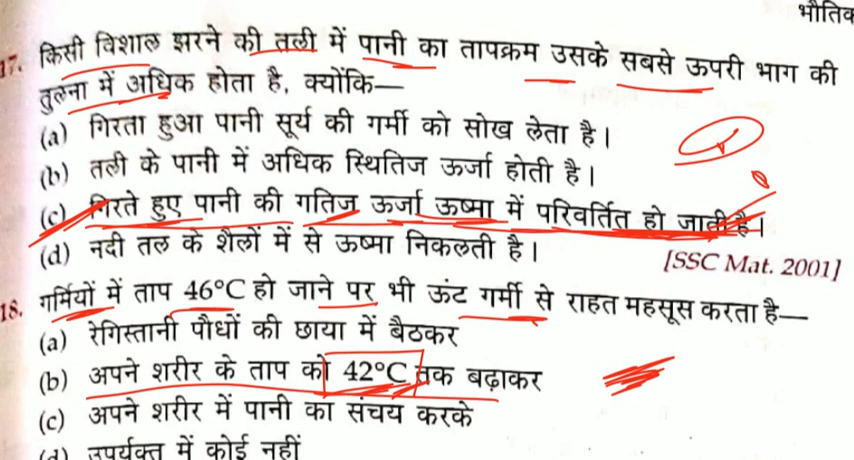 भौतिक
17. किसी विशाल झरने की तली में पानी का तापक्रम उसके सबसे ऊपरी भाग की
तुलना में अधिक होता है, क्योंकि—
(a) गिरता हुआ पानी सूर्य की गर्मी को सोख लेता है।
(b) तली के पानी में अधिक स्थितिज ऊर्जा होती है।
(c) गिरते हुए पानी की गतिज ऊर्जा ऊष्मा में परिवर्तित हो जाती है।
(d) नदी तल के शैलों में से ऊष्मा निकलती है।
[SSC Mat. 2001]
18. गर्मियों में ताप 46°C हो जाने पर भी ऊंट गर्मी से राहत महसूस करता है—
(a) रेगिस्तानी पौधों की छाया में बैठकर
(b) अपने शरीर के ताप को 42°C तक बढ़ाकर
(c) अपने शरीर में पानी का संचय करके
(d) उपर्युक्त में कोई नहीं